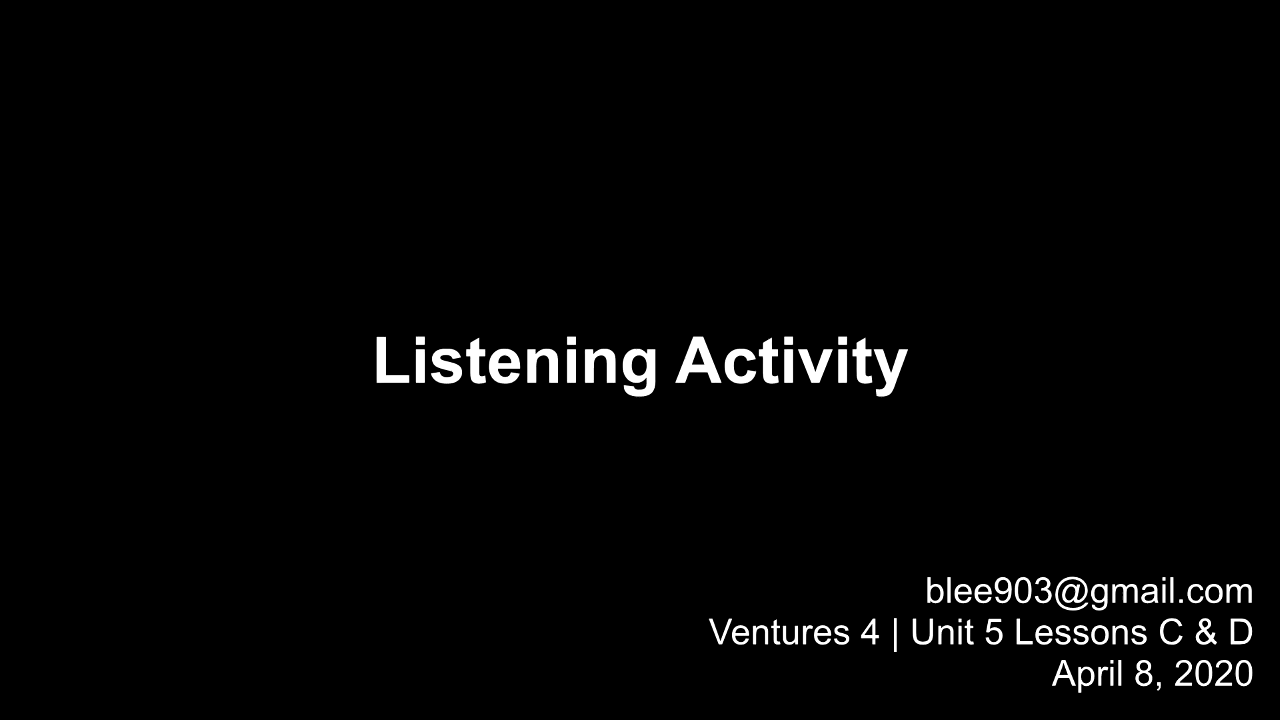 Listening Activity
blee903@gmail.com
Ventures 4 | Unit 5 Lessons C & D
April 8, 2020